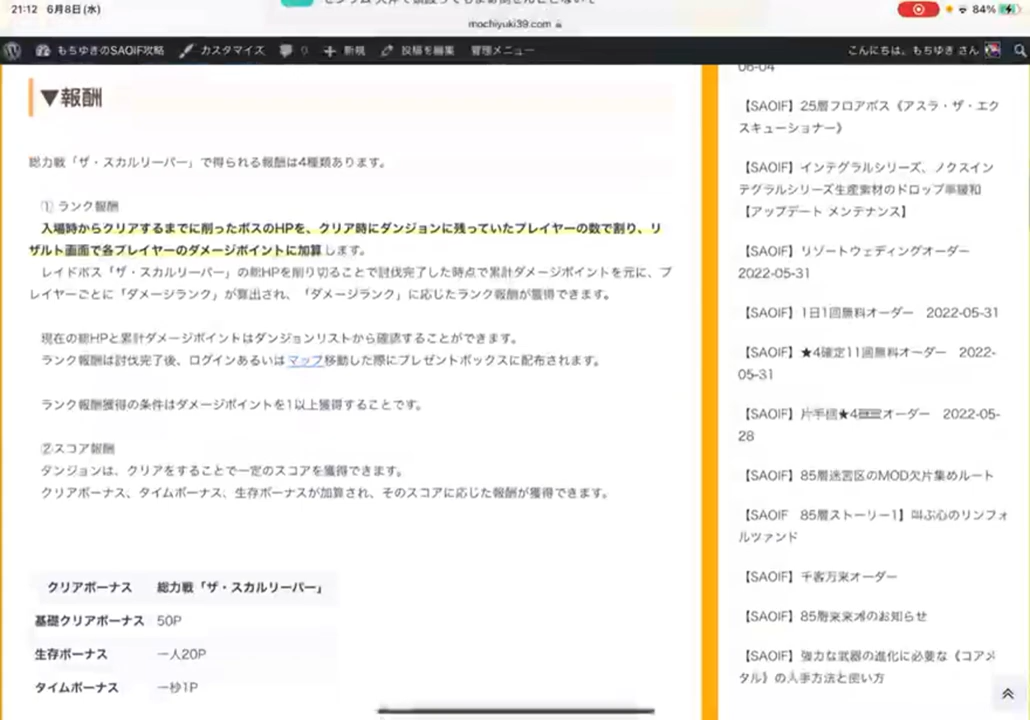 21:12 6月8日(水)
84%
mochiyuki39.com
もちゆきのSAOIF攻略 カスタマイズ 0 新規 投稿を編集 管理メニュー こんにちは、もちゆき さん
▼報酬
総力戦「ザ・スカルリーパー」で得られる報酬は4種類あります。
① ランク報酬
入場時からクリアするまでに削ったボスのHPを、クリア時にダンジョンに残っていたプレイヤーの数で割り、リ
ザルト画面で各プレイヤーのダメージポイントに加算します。
レイドボス「ザ・スカルリーパー」の総HPを削り切ることで討伐完了した時点で累計ダメージポイントを元に、プ
レイヤーごとに「ダメージランク」が算出され、「ダメージランク」に応じたランク報酬が獲得できます。
現在の総HPと累計ダメージポイントはダンジョンリストから確認することができます。
ランク報酬は討伐完了後、ログインあるいはマップ移動した際にプレゼントボックスに配布されます。
ランク報酬獲得の条件はダメージポイントを1以上獲得することです。
②スコア報酬
ダンジョンは、クリアをすることで一定のスコアを獲得できます。
クリアボーナス、タイムボーナス、生存ボーナスが加算され、そのスコアに応じた報酬が獲得できます。
クリアボーナス 総力戦「ザ・スカルリーパー」
基礎クリアボーナス 50P
生存ボーナス 一人20P
タイムボーナス 一秒1P
06-04
【SAOIF】25層フロアボス《アスラ・ザ・エク
スキューショナー》
【SAOIF】インテグラルシリーズ、ノクスイン
テグラルシリーズ生産素材のドロップ率緩和
【アップデート メンテナンス】
【SAOIF】リゾートウェディングオーダー
2022-05-31
【SAOIF】1日1回無料オーダー 2022-05-31
【SAOIF】★4確定11回無料オーダー 2022-
05-31
【SAOIF】片手棍★4オーダー 2022-05-
28
【SAOIF】85層迷宮区のMOD欠片集めルート
【SAOIF 85層ストーリー1】叫ぶ心のリンフォ
ルツァンド
【SAOIF】千客万来オーダー
【SAOIF】85層のお知らせ
【SAOIF】強力な武器の進化に必要な《コアメ
タル》の入手方法と使い方